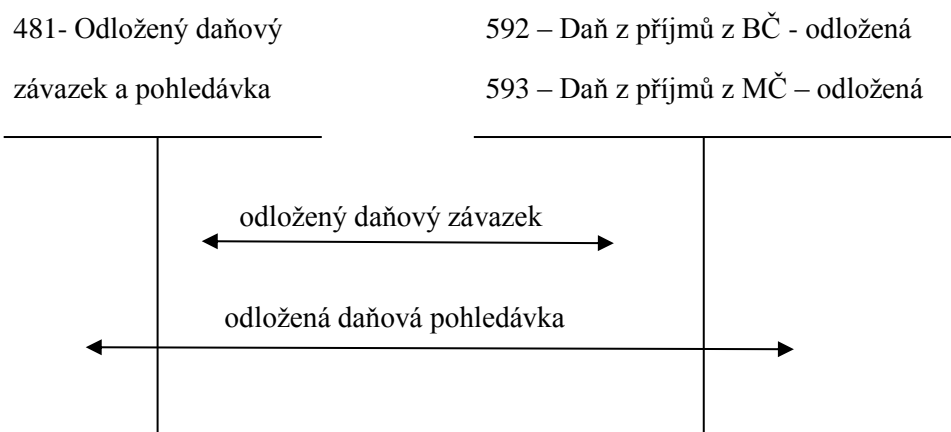 481- Odložený daňový
závazek a pohledávka
592 – Daň z příjmů z BČ - odložená
593 – Daň z příjmů z MČ – odložená
odložený daňový závazek
odložená daňová pohledávka